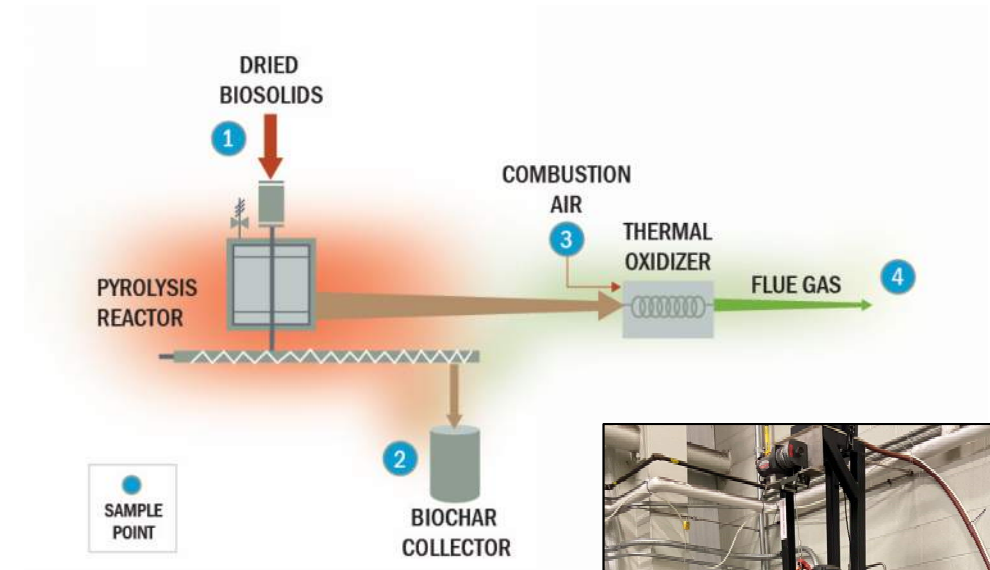 DRIED
BIOSOLIDS
1
COMBUSTION
AIR
3
THERMAL
OXIDIZER
FLUE GAS
4
PYROLYSIS
REACTOR
2
BIOCHAR
COLLECTOR
SAMPLE
POINT